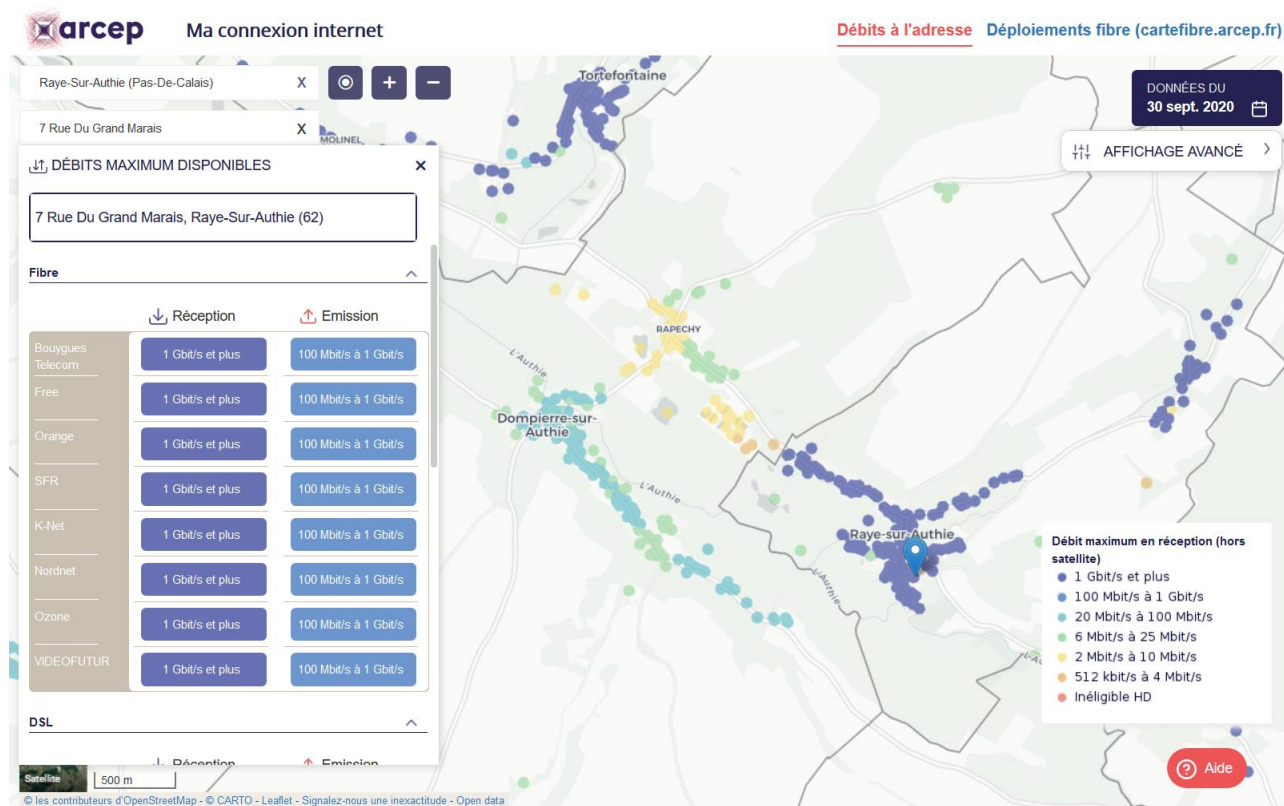 arcep
Ma connexion internet
Débits à l'adresse
Déploiements fibre (cartefibre.arcep.fr)
Raye-Sur-Authie (Pas-De-Calais) X
+
−
7 Rue Du Grand Marais X
DONNÉES DU
30 sept. 2020
AFFICHAGE AVANCÉ
DÉBITS MAXIMUM DISPONIBLES
7 Rue Du Grand Marais, Raye-Sur-Authie (62)
Fibre
Réception Emission
Bouygues
Telecom
1 Gbit/s et plus 100 Mbit/s à 1 Gbit/s
Free
1 Gbit/s et plus 100 Mbit/s à 1 Gbit/s
Orange
1 Gbit/s et plus 100 Mbit/s à 1 Gbit/s
SFR
1 Gbit/s et plus 100 Mbit/s à 1 Gbit/s
K-Net
1 Gbit/s et plus 100 Mbit/s à 1 Gbit/s
Nordnet
1 Gbit/s et plus 100 Mbit/s à 1 Gbit/s
Ozone
1 Gbit/s et plus 100 Mbit/s à 1 Gbit/s
VIDEOFUTUR
1 Gbit/s et plus 100 Mbit/s à 1 Gbit/s
DSL
Réception Emission
Tortefontaine
MOLINEL
RAPECHY
L'Authie
Dompierre-sur-
Authie
L'Authie
Raye-sur-Authie
L'Authie
Débit maximum en réception (hors
satellite)
1 Gbit/s et plus
100 Mbit/s à 1 Gbit/s
20 Mbit/s à 100 Mbit/s
6 Mbit/s à 25 Mbit/s
2 Mbit/s à 10 Mbit/s
512 kbit/s à 4 Mbit/s
Inéligible HD
Aide
Satellite
500 m
© les contributeurs d'OpenStreetMap - © CARTO - Leaflet - Signalez-nous une inexactitude - Open data